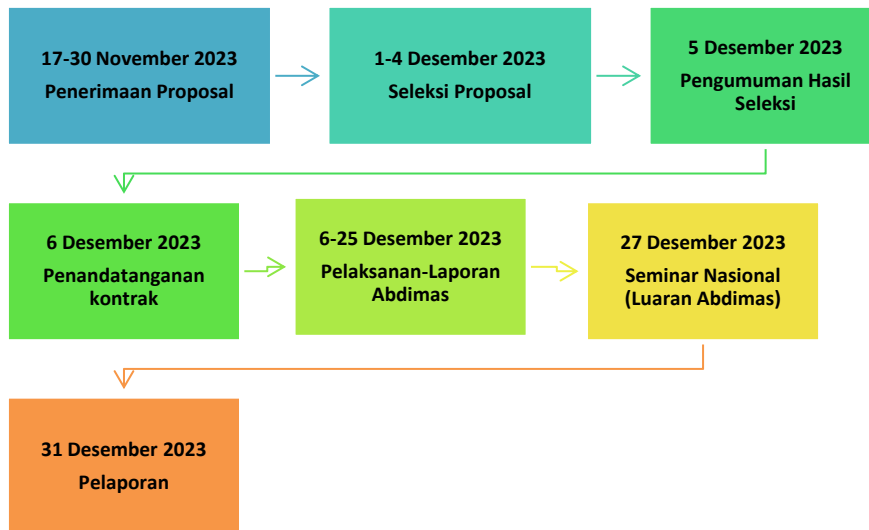 17-30 November 2023
Penerimaan Proposal
1-4 Desember 2023
Seleksi Proposal
5 Desember 2023
Pengumuman Hasil
Seleksi
6 Desember 2023
Penandatanganan
kontrak
6-25 Desember 2023
Pelaksanan-Laporan
Abdimas
27 Desember 2023
Seminar Nasional
(Luaran Abdimas)
31 Desember 2023
Pelaporan